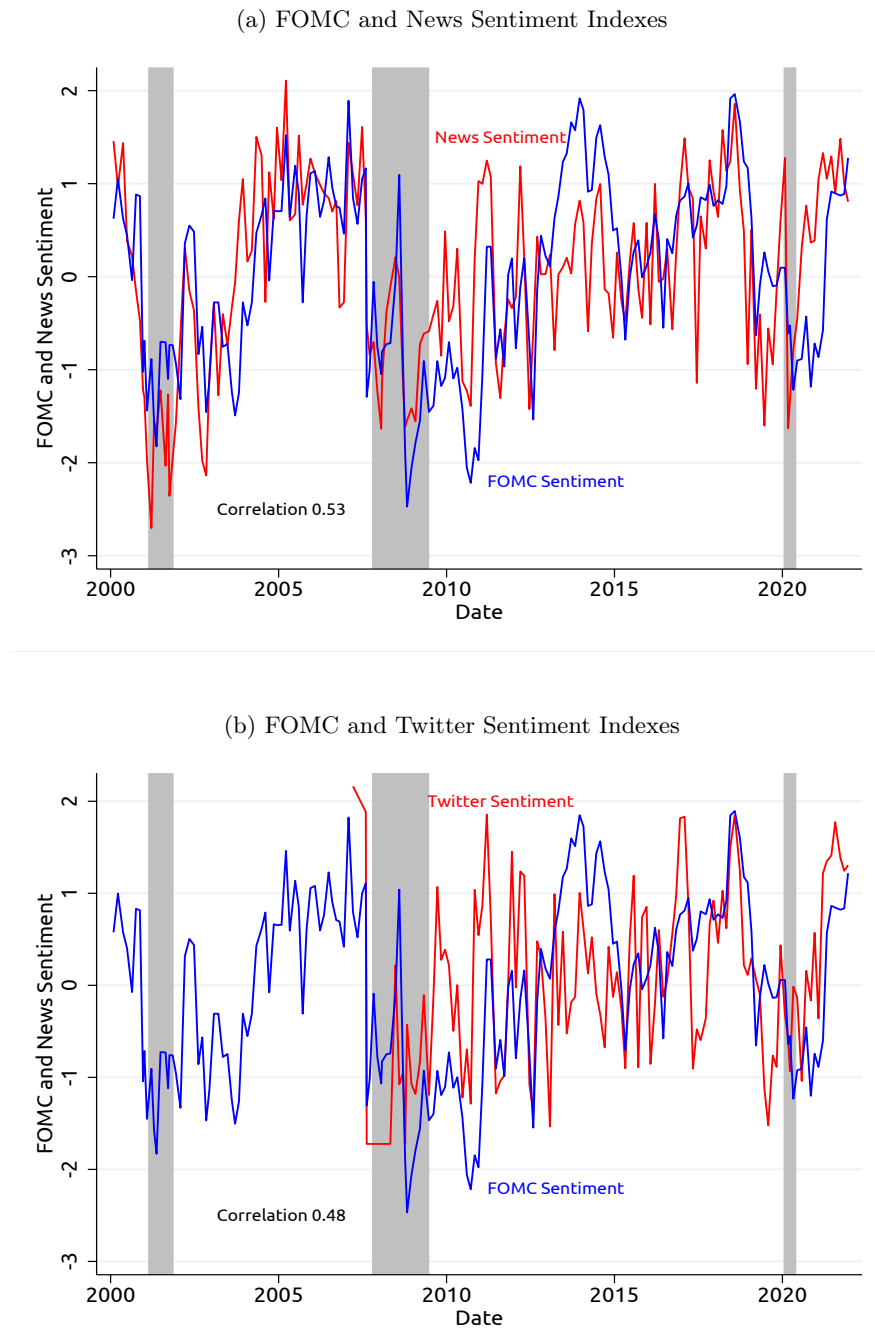 (a) FOMC and News Sentiment Indexes
FOMC and News Sentiment
2
1
0
-1
-2
-3
News Sentiment
FOMC Sentiment
Correlation 0.53
2000 2005 2010 2015 2020
Date
(b) FOMC and Twitter Sentiment Indexes
FOMC and News Sentiment
2
1
0
-1
-2
-3
Twitter Sentiment
FOMC Sentiment
Correlation 0.48
2000 2005 2010 2015 2020
Date